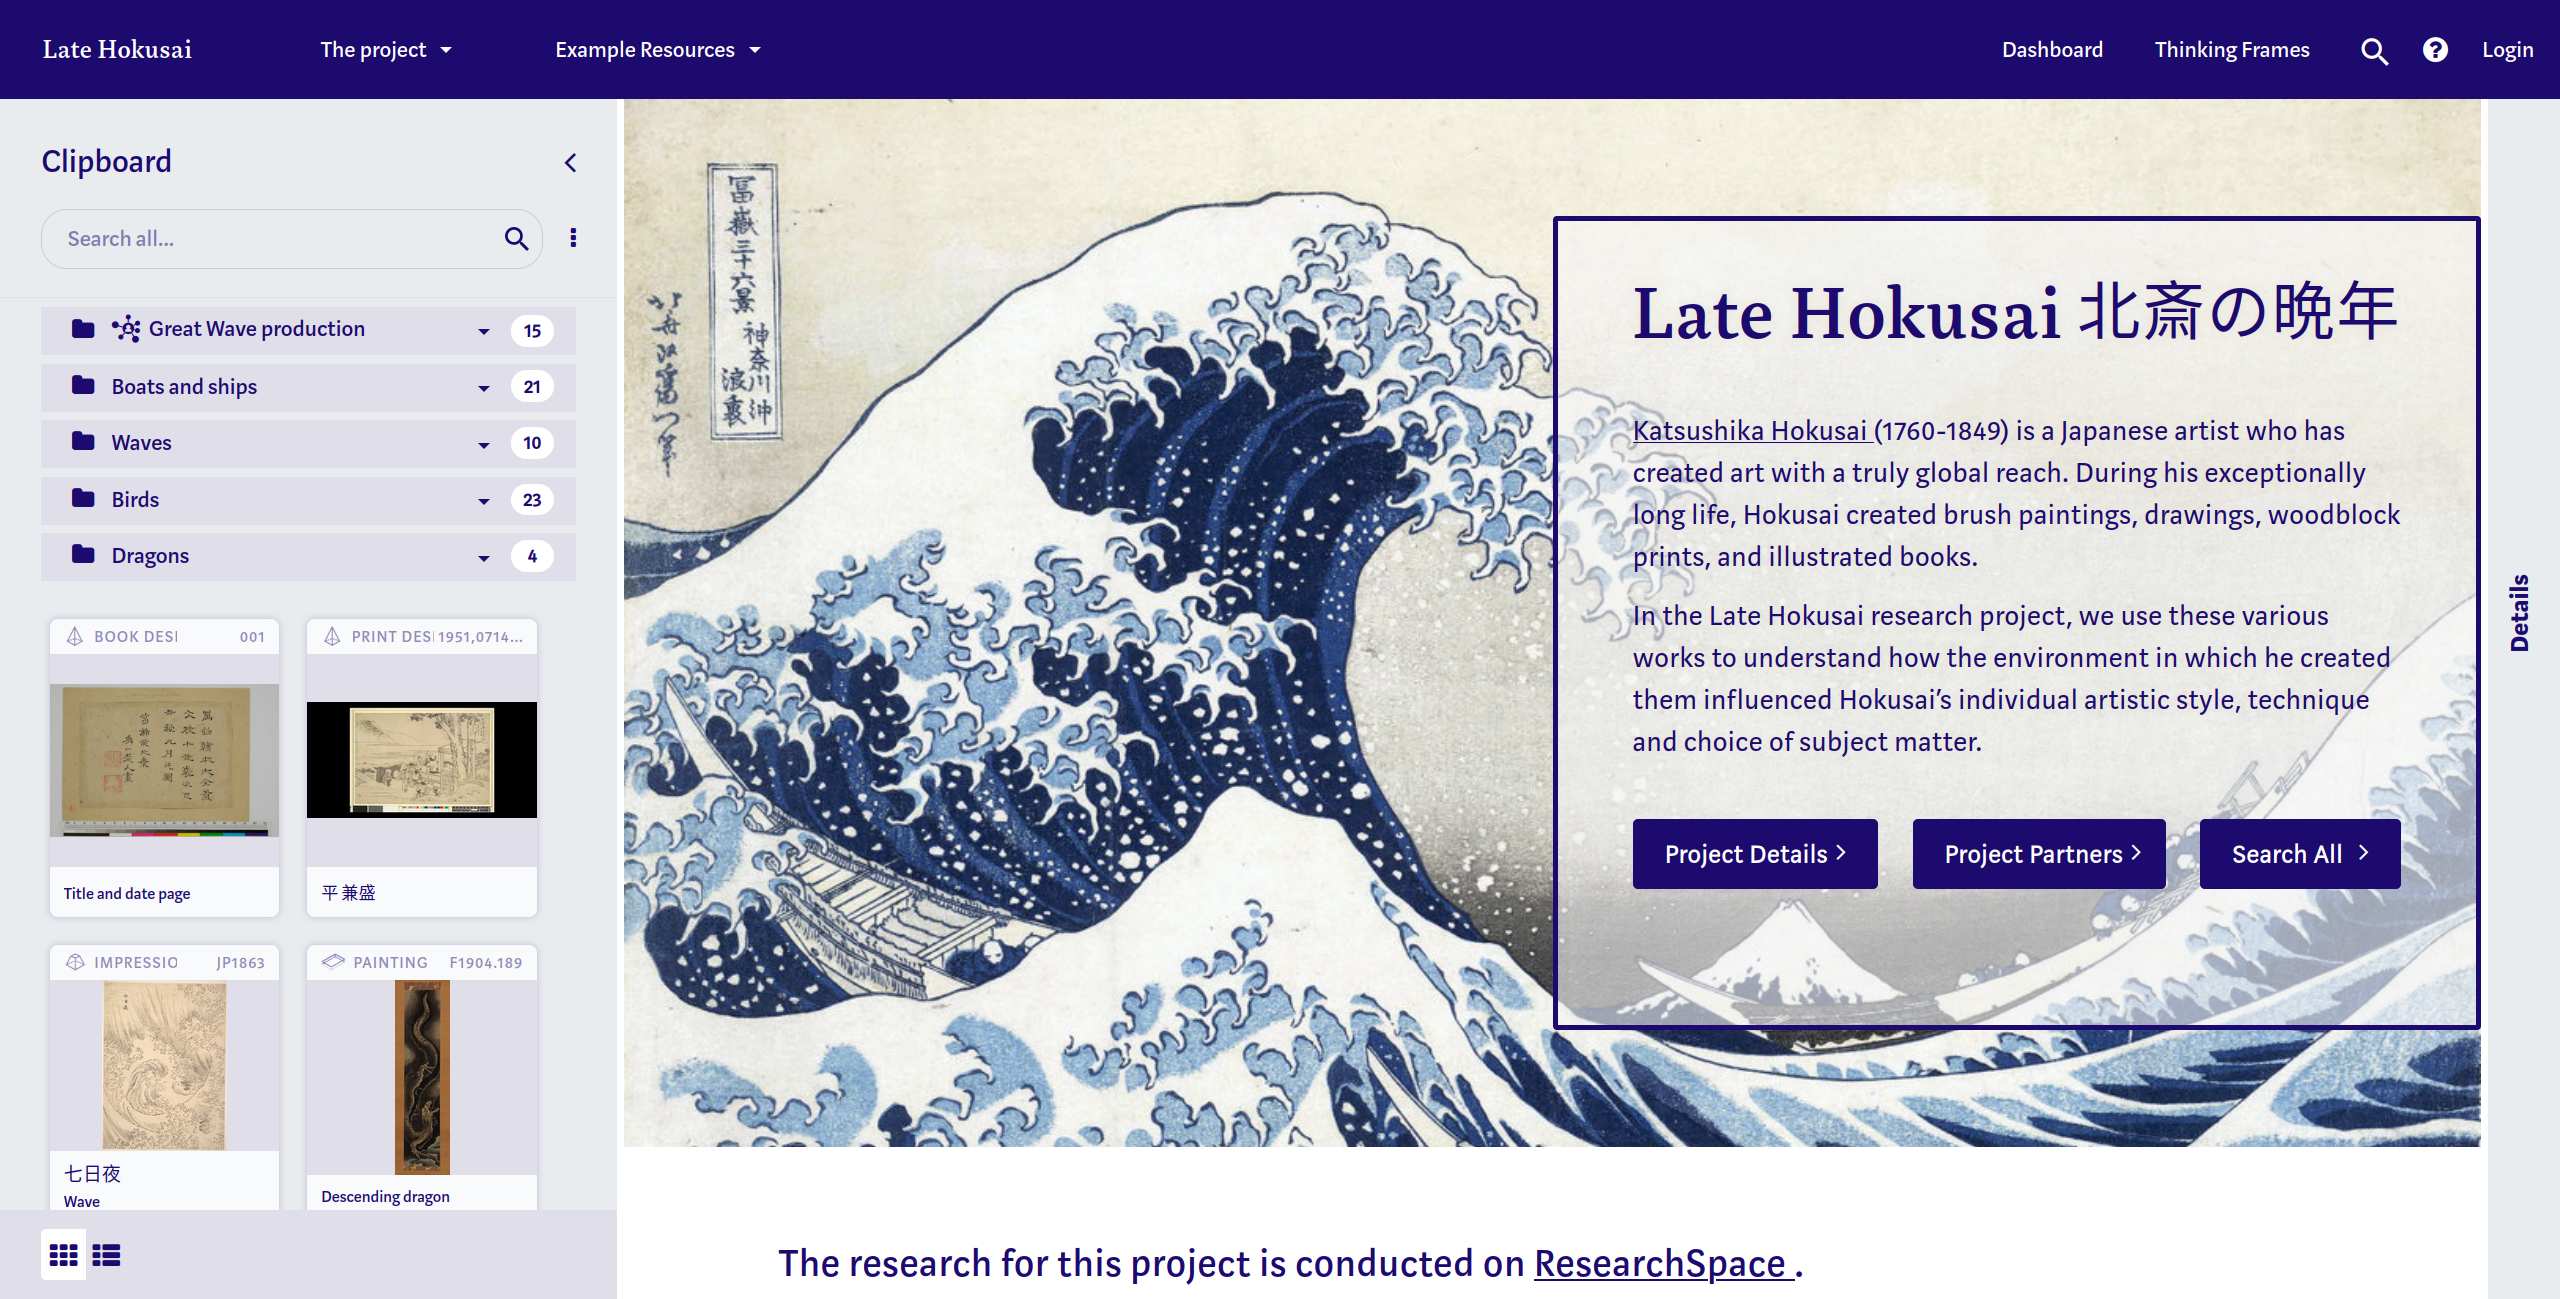 Late Hokusai
The project
Example Resources
Dashboard
Thinking Frames
Login
Clipboard
Search all...
Great Wave production 15
Boats and ships 21
Waves 10
Birds 23
Dragons 4
BOOK DESI 001
Title and date page
PRINT DES 1951,0714...
平 兼盛
IMPRESSIO JP1863
七日夜
Wave
PAINTING F1904.189
Descending dragon
冨嶽三十六景
神奈川沖
浪裏
Late Hokusai 北斎の晩年
Katsushika Hokusai (1760-1849) is a Japanese artist who has
created art with a truly global reach. During his exceptionally
long life, Hokusai created brush paintings, drawings, woodblock
prints, and illustrated books.
In the Late Hokusai research project, we use these various
works to understand how the environment in which he created
them influenced Hokusai’s individual artistic style, technique
and choice of subject matter.
Project Details
Project Partners
Search All
Details
The research for this project is conducted on ResearchSpace .